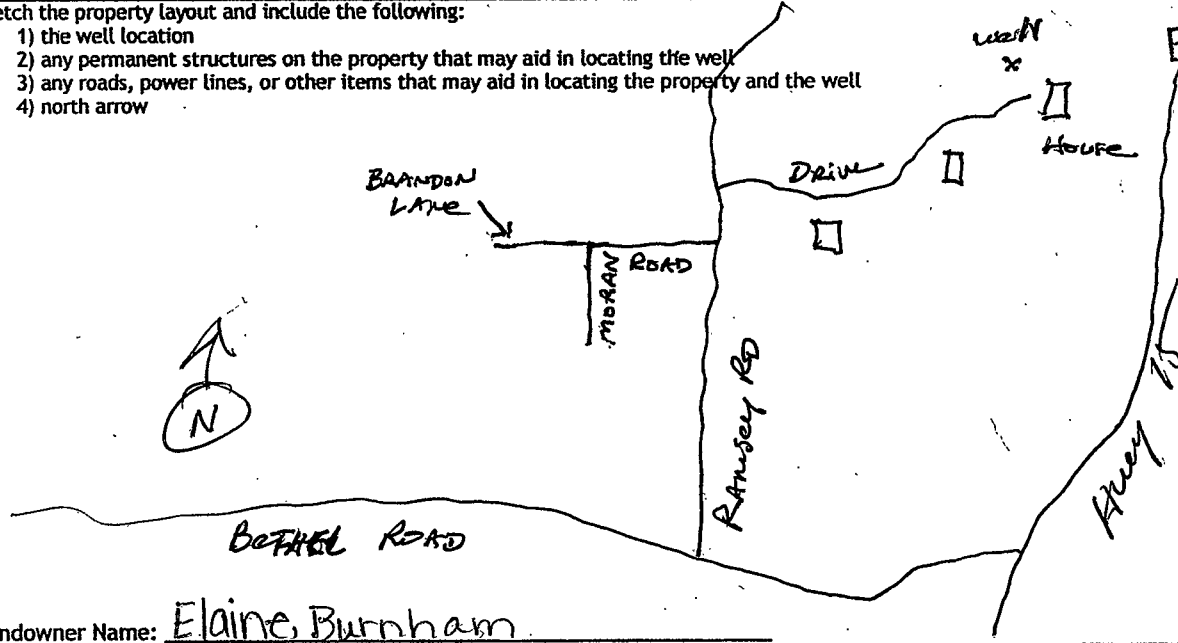 etch the property layout and include the following:
1) the well location
2) any permanent structures on the property that may aid in locating the well
3) any roads, power lines, or other items that may aid in locating the property and the well
4) north arrow
well
x
House
Drive
BRANDON
LANE
MORAN
ROAD
N
RAMSEY RD
Hwy 15
BETHEL ROAD
ndowner Name: Elaine Burnham